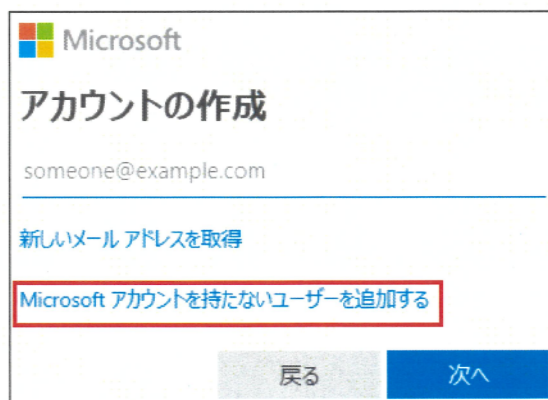 Microsoft
アカウントの作成
someone@example.com
新しいメール アドレスを取得
Microsoft アカウントを持たないユーザーを追加する
戻る
次へ